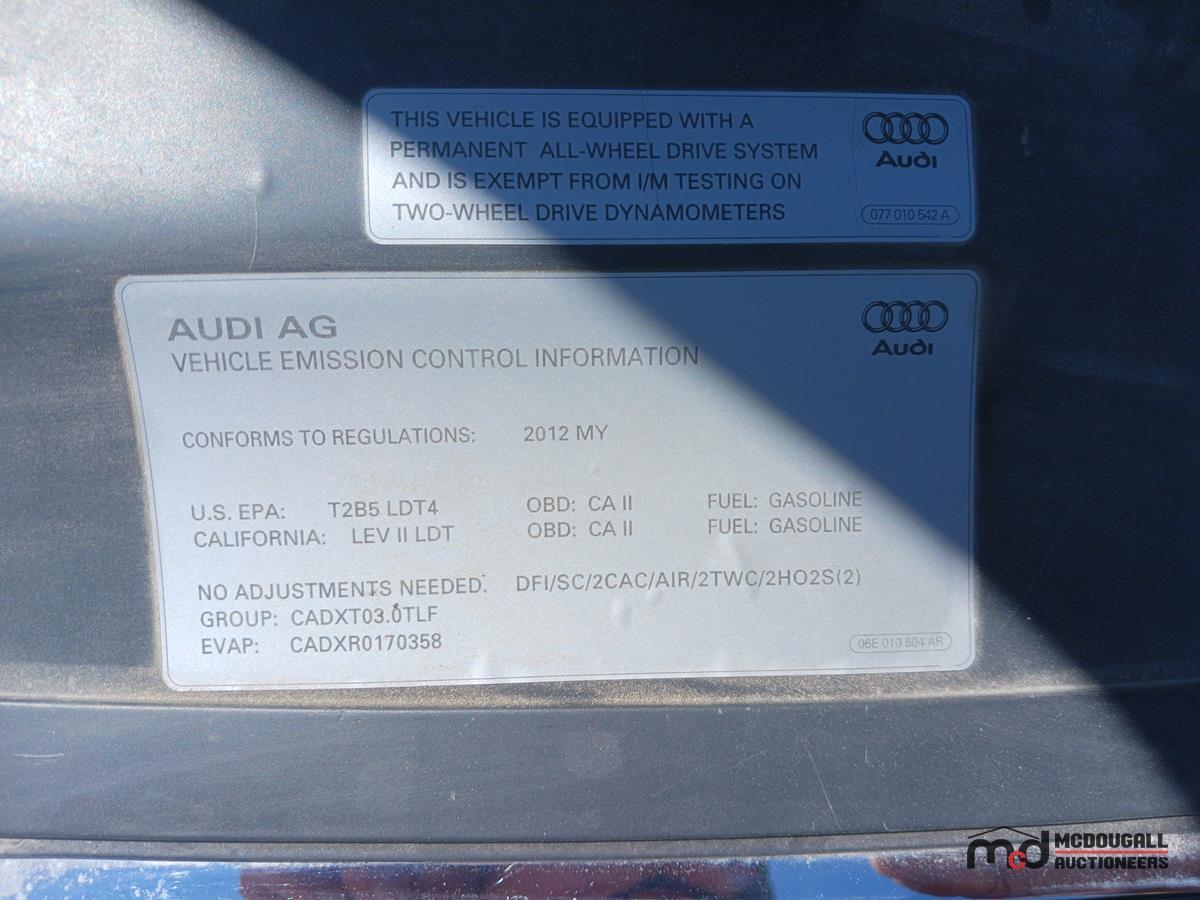 THIS VEHICLE IS EQUIPPED WITH A
PERMANENT ALL-WHEEL DRIVE SYSTEM
AND IS EXEMPT FROM I/M TESTING ON
TWO-WHEEL DRIVE DYNAMOMETERS
Audi
077 010 542 A
AUDI AG
VEHICLE EMISSION CONTROL INFORMATION
Audi
CONFORMS TO REGULATIONS: 2012 MY
U.S. EPA: T2B5 LDT4 OBD: CA II FUEL: GASOLINE
CALIFORNIA: LEV II LDT OBD: CA II FUEL: GASOLINE
NO ADJUSTMENTS NEEDED. DFI/SC/2CAC/AIR/2TWC/2HO2S(2)
GROUP: CADXT03.0TLF
EVAP: CADXR0170358
06E 010 504 AR
mcd MCDOUGALL
AUCTIONEERS